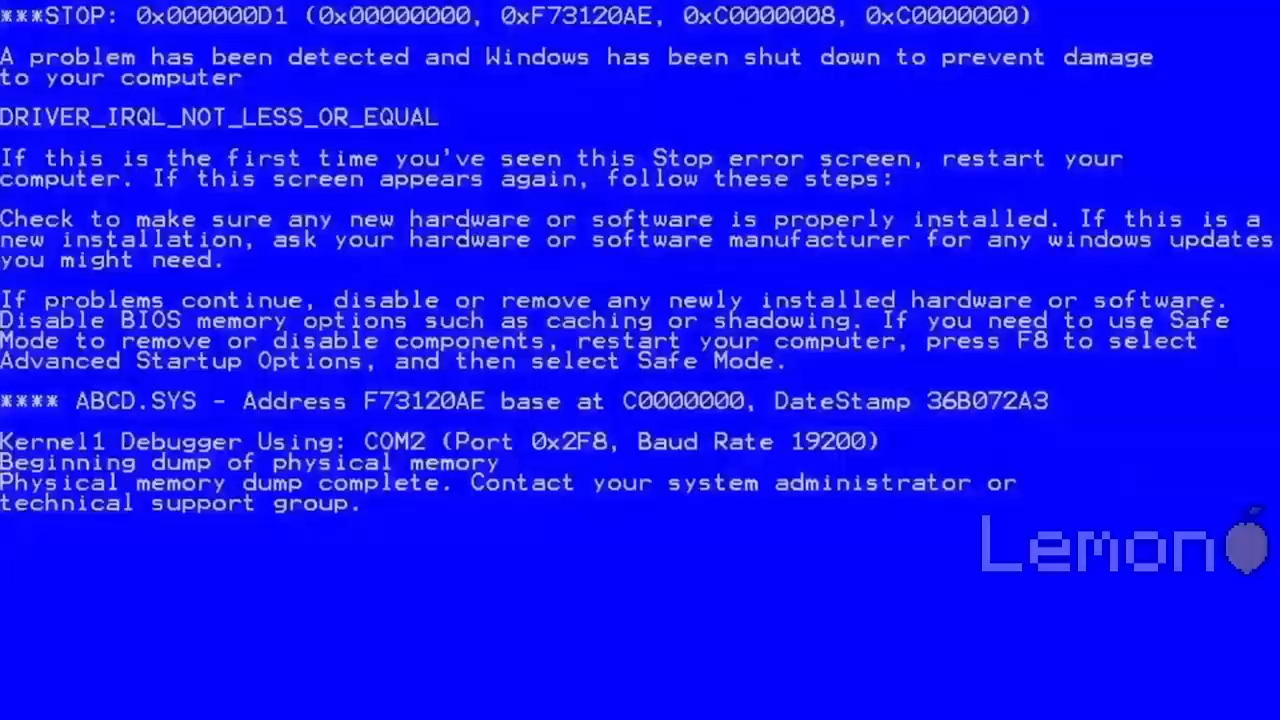 ***STOP: 0x000000D1 (0x00000000, 0xF73120AE, 0xC0000008, 0xC0000000)
A problem has been detected and Windows has been shut down to prevent damage
to your computer
DRIVER_IRQL_NOT_LESS_OR_EQUAL
If this is the first time you've seen this Stop error screen, restart your
computer. If this screen appears again, follow these steps:
Check to make sure any new hardware or software is properly installed. If this is a
new installation, ask your hardware or software manufacturer for any windows updates
you might need.
If problems continue, disable or remove any newly installed hardware or software.
Disable BIOS memory options such as caching or shadowing. If you need to use Safe
Mode to remove or disable components, restart your computer, press F8 to select
Advanced Startup Options, and then select Safe Mode.
**** ABCD.SYS - Address F73120AE base at C0000000, DateStamp 36B072A3
Kernel1 Debugger Using: COM2 (Port 0x2F8, Baud Rate 19200)
Beginning dump of physical memory
Physical memory dump complete. Contact your system administrator or
technical support group.
Lemon